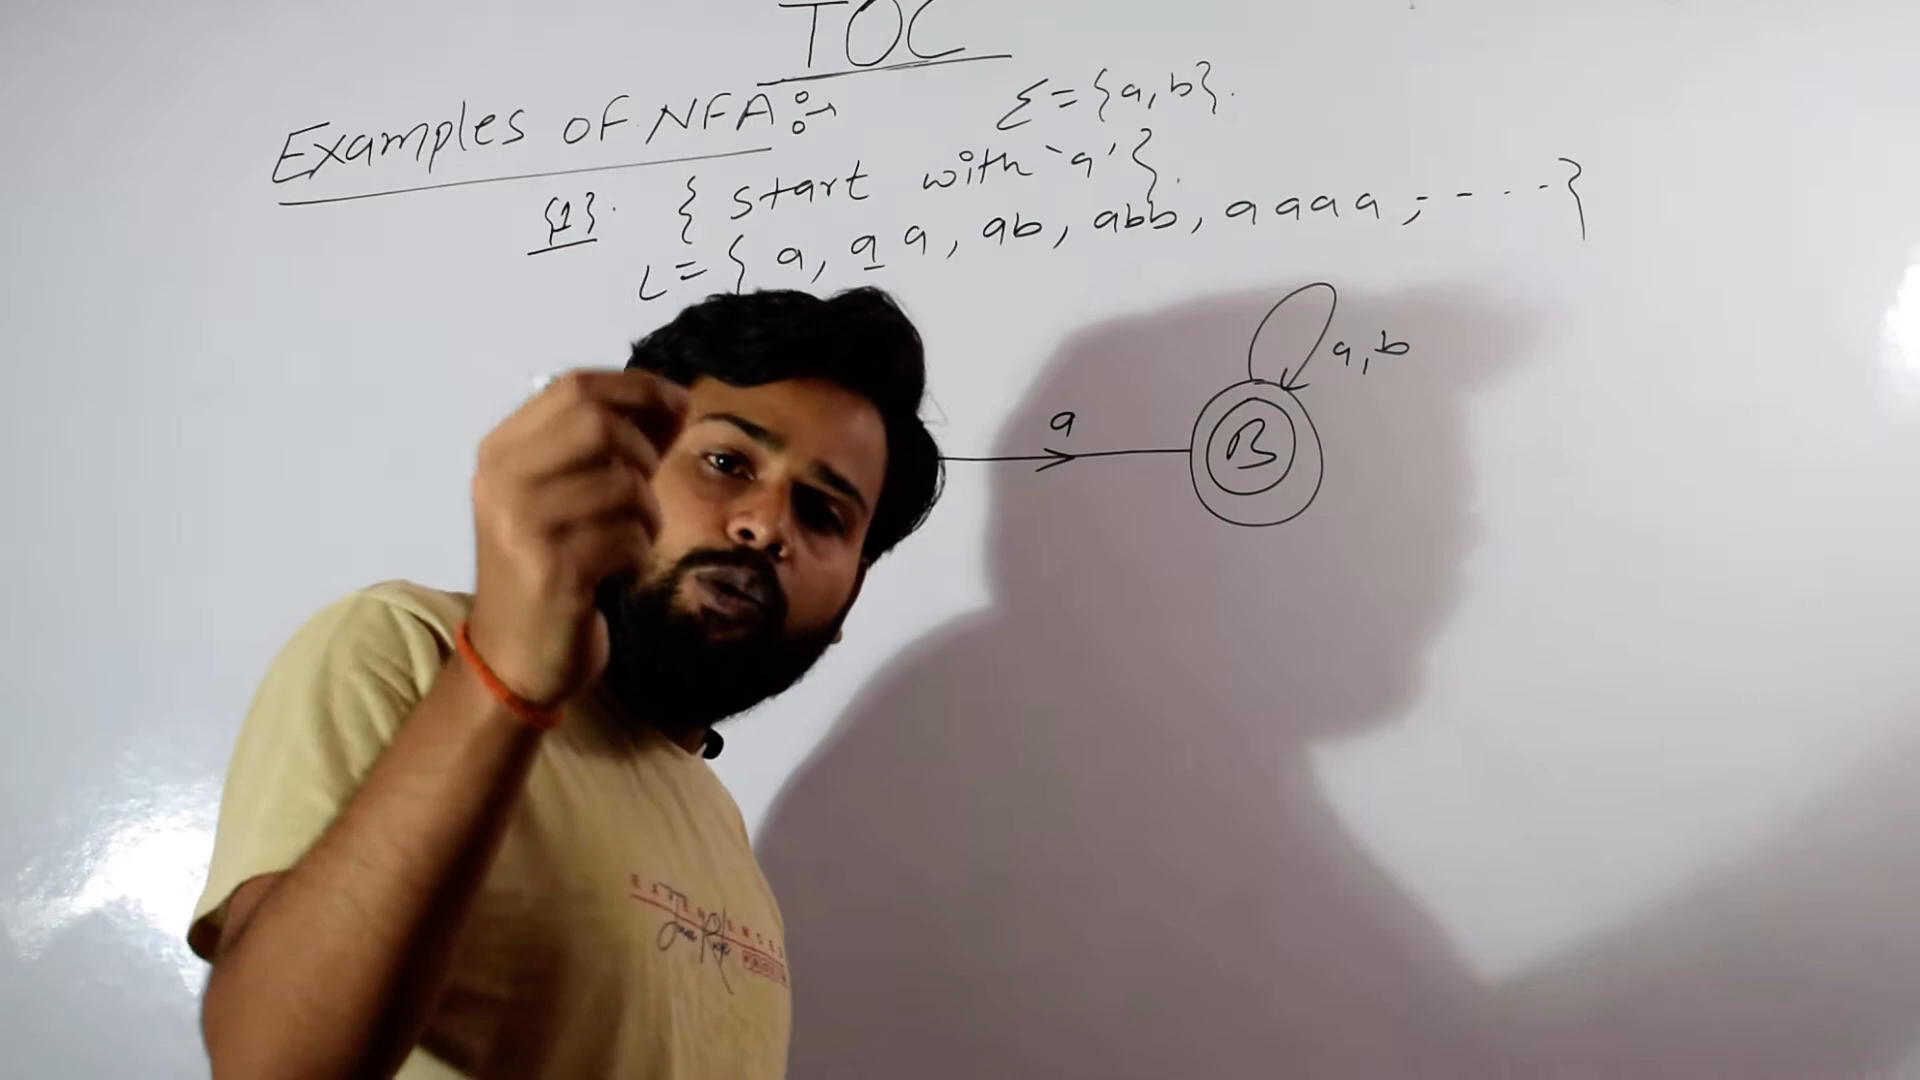 TOC
Examples OF NFA:-
Σ={a,b}.
{1}. {start with 'a'}.
L={a, aa, ab, abb, aaaa, - - - -}
a,b
a
B